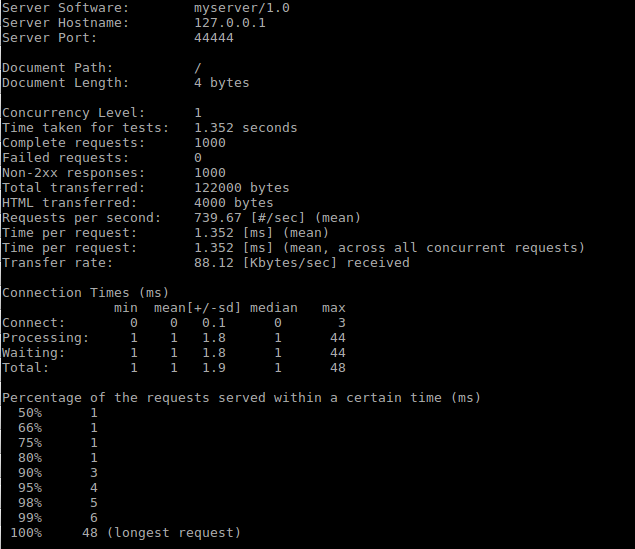 Server Software:        myserver/1.0
Server Hostname:        127.0.0.1
Server Port:            44444

Document Path:          /
Document Length:        4 bytes

Concurrency Level:      1
Time taken for tests:   1.352 seconds
Complete requests:      1000
Failed requests:        0
Non-2xx responses:      1000
Total transferred:      122000 bytes
HTML transferred:       4000 bytes
Requests per second:    739.67 [#/sec] (mean)
Time per request:       1.352 [ms] (mean)
Time per request:       1.352 [ms] (mean, across all concurrent requests)
Transfer rate:          88.12 [Kbytes/sec] received

Connection Times (ms)
              min  mean[+/-sd] median   max
Connect:        0    0   0.1      0       3
Processing:     1    1   1.8      1      44
Waiting:        1    1   1.8      1      44
Total:          1    1   1.9      1      48

Percentage of the requests served within a certain time (ms)
  50%      1
  66%      1
  75%      1
  80%      1
  90%      3
  95%      4
  98%      5
  99%      6
 100%     48 (longest request)